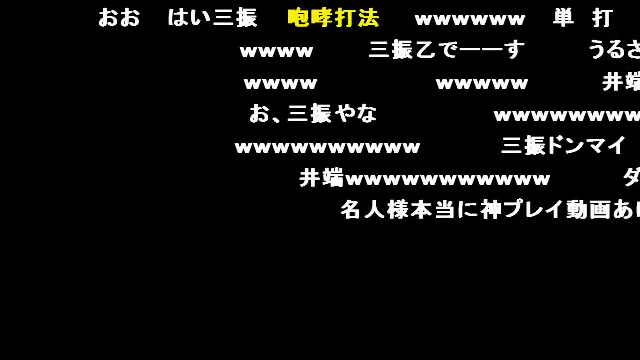 おお はい三振 咆哮打法 wwwwww 単 打
wwww 三振乙でーーす うるさ
wwww wwwww 井端
お、三振やな wwwwwwwww
wwwwwwwwww 三振ドンマイ
井端wwwwwwwwwww ダ
名人様本当に神プレイ動画あ